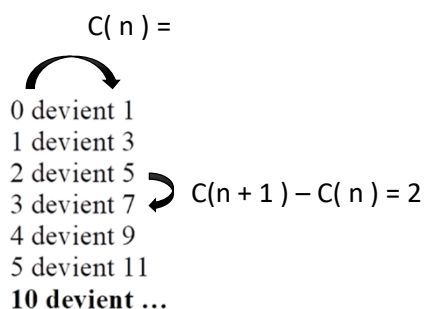 C( n ) =
0 devient 1
1 devient 3
2 devient 5
3 devient 7
C(n + 1 ) – C( n ) = 2
4 devient 9
5 devient 11
10 devient …